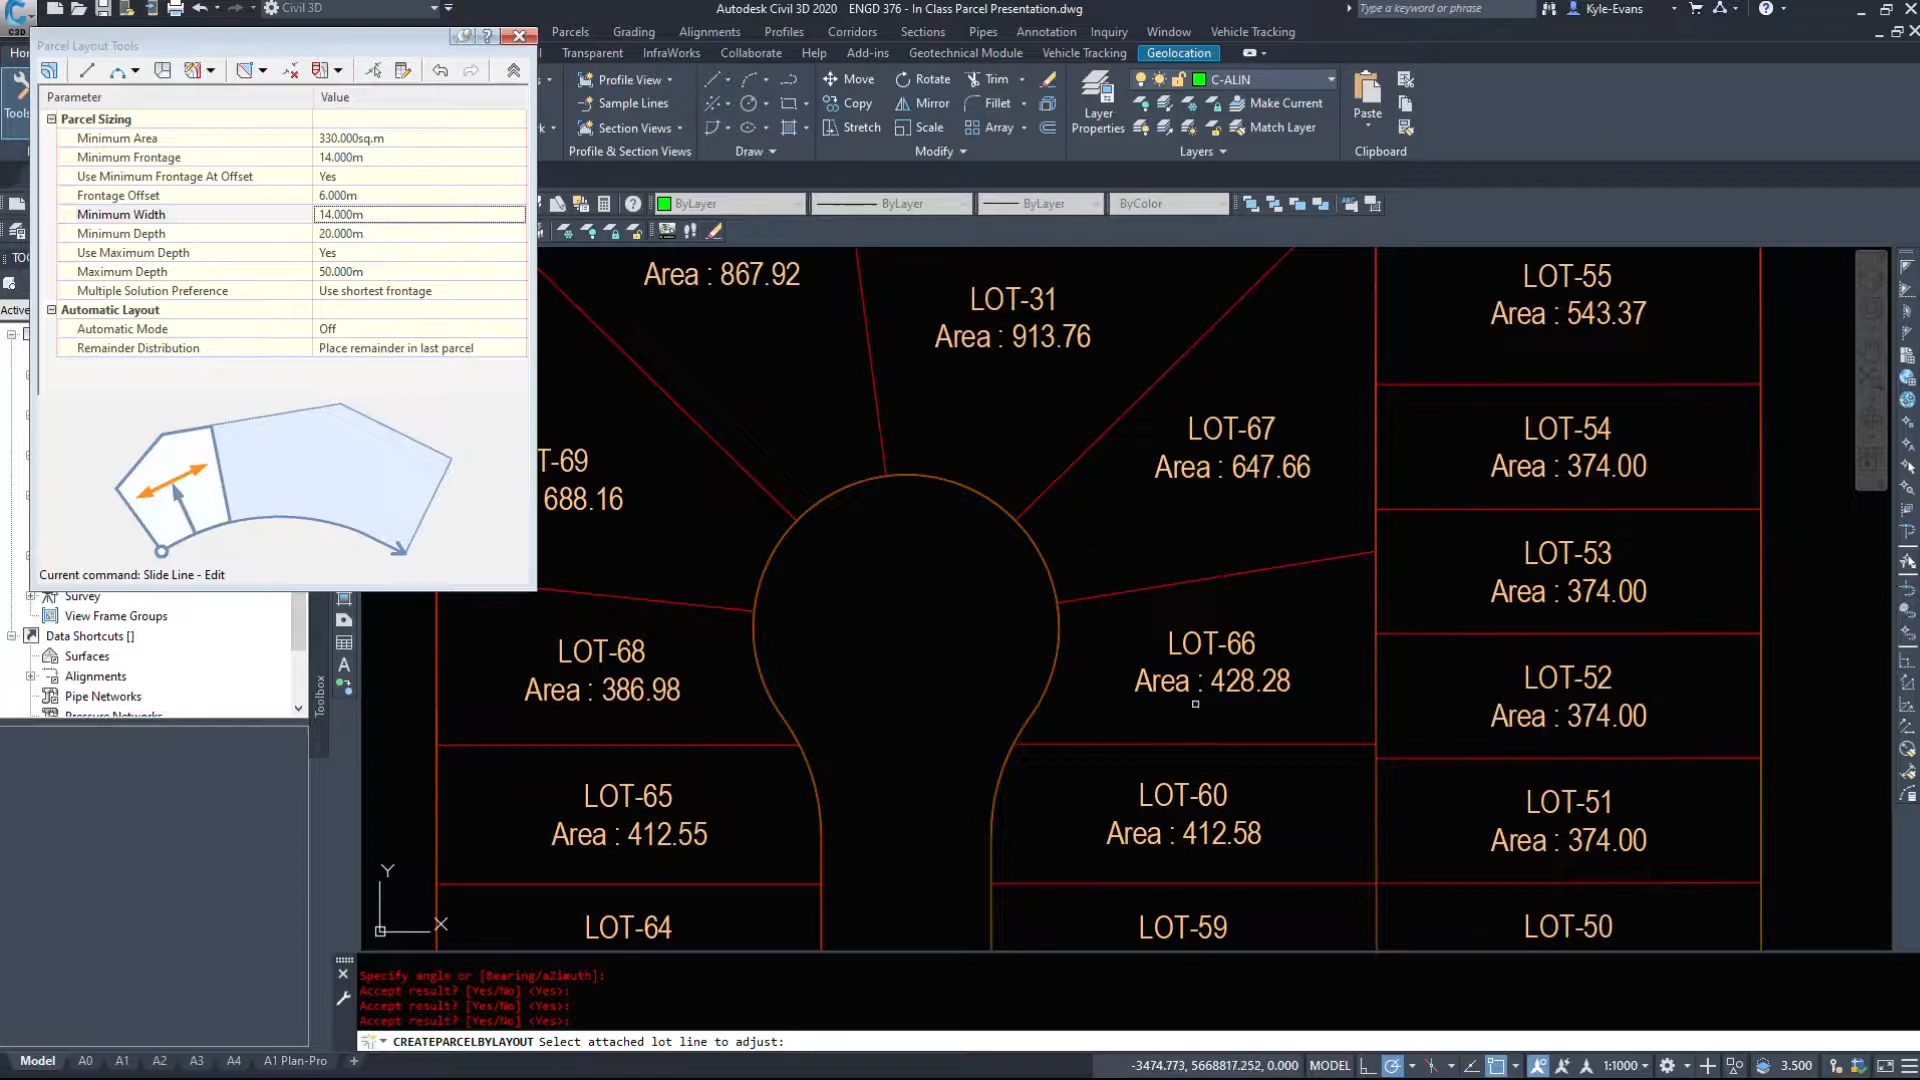 Civil 3D
Autodesk Civil 3D 2020 ENGD 376 - In Class Parcel Presentation.dwg
Type a keyword or phrase
Kyle-Evans
Parcels Grading Alignments Profiles Corridors Sections Pipes Annotation Inquiry Window Vehicle Tracking
Transparent InfraWorks Collaborate Help Add-ins Geotechnical Module Vehicle Tracking Geolocation
Profile View
Sample Lines
Section Views
Profile & Section Views
Draw
Move Rotate Trim
Copy Mirror Fillet
Stretch Scale Array
Modify
Layer
Properties
C-ALIN
Make Current
Match Layer
Layers
Paste
Clipboard
ByLayer ByLayer ByLayer ByColor
Parcel Layout Tools
Parameter Value
Parcel Sizing
Minimum Area 330.000sq.m
Minimum Frontage 14.000m
Use Minimum Frontage At Offset Yes
Frontage Offset 6.000m
Minimum Width 14.000m
Minimum Depth 20.000m
Use Maximum Depth Yes
Maximum Depth 50.000m
Multiple Solution Preference Use shortest frontage
Automatic Layout
Automatic Mode Off
Remainder Distribution Place remainder in last parcel
Current command: Slide Line - Edit
Tools
Active
Survey
View Frame Groups
Data Shortcuts []
Surfaces
Alignments
Pipe Networks
Pressure Networks
Toolbox
Area : 867.92
LOT-31
Area : 913.76
LOT-55
Area : 543.37
LOT-67
Area : 647.66
LOT-54
Area : 374.00
T-69
688.16
LOT-53
Area : 374.00
LOT-68
Area : 386.98
LOT-66
Area : 428.28
LOT-52
Area : 374.00
LOT-65
Area : 412.55
LOT-60
Area : 412.58
LOT-51
Area : 374.00
LOT-64
LOT-59
LOT-50
Y
X
Specify angle or [Bearing/aZimuth]:
Accept result? [Yes/No] <Yes>:
Accept result? [Yes/No] <Yes>:
Accept result? [Yes/No] <Yes>:
CREATEPARCELBYLAYOUT Select attached lot line to adjust:
Model A0 A1 A2 A3 A4 A1 Plan-Pro +
-3474.773, 5668817.252, 0.000 MODEL 1:1000 3.500